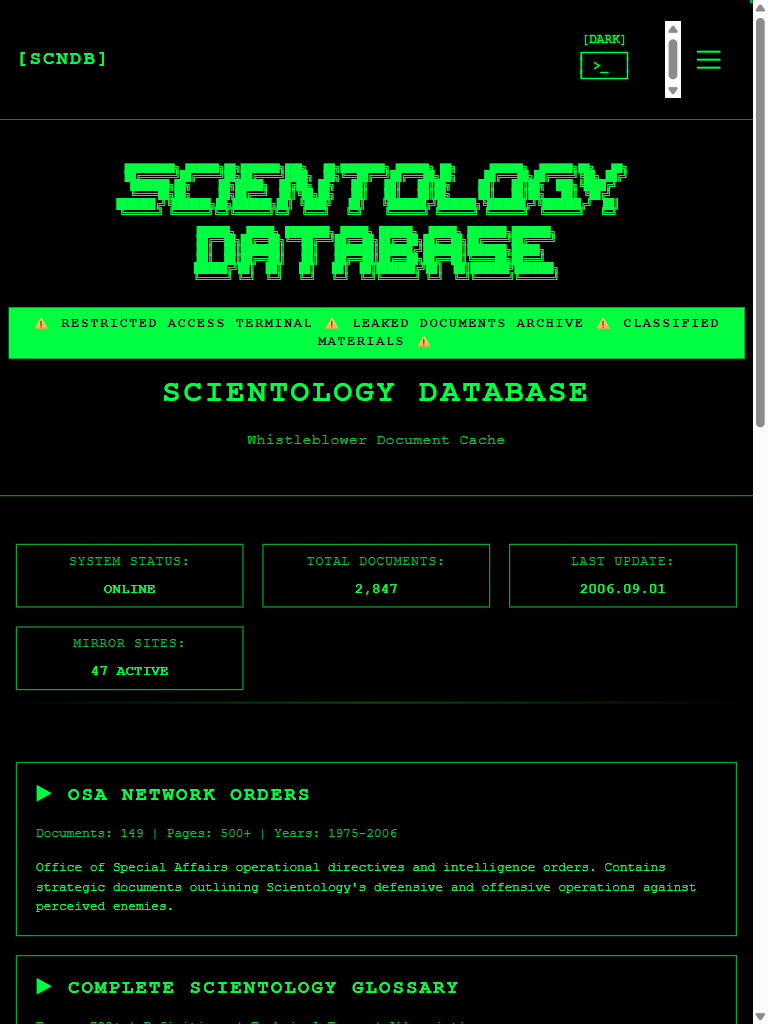 [SCNDB]
[DARK]
>_
SCIENTOLOGY
DATABASE
⚠️ RESTRICTED ACCESS TERMINAL ⚠️ LEAKED DOCUMENTS ARCHIVE ⚠️ CLASSIFIED
MATERIALS ⚠️
SCIENTOLOGY DATABASE
Whistleblower Document Cache
SYSTEM STATUS:
ONLINE
TOTAL DOCUMENTS:
2,847
LAST UPDATE:
2006.09.01
MIRROR SITES:
47 ACTIVE
▶ OSA NETWORK ORDERS
Documents: 149 | Pages: 500+ | Years: 1975-2006
Office of Special Affairs operational directives and intelligence orders. Contains
strategic documents outlining Scientology's defensive and offensive operations against
perceived enemies.
▶ COMPLETE SCIENTOLOGY GLOSSARY